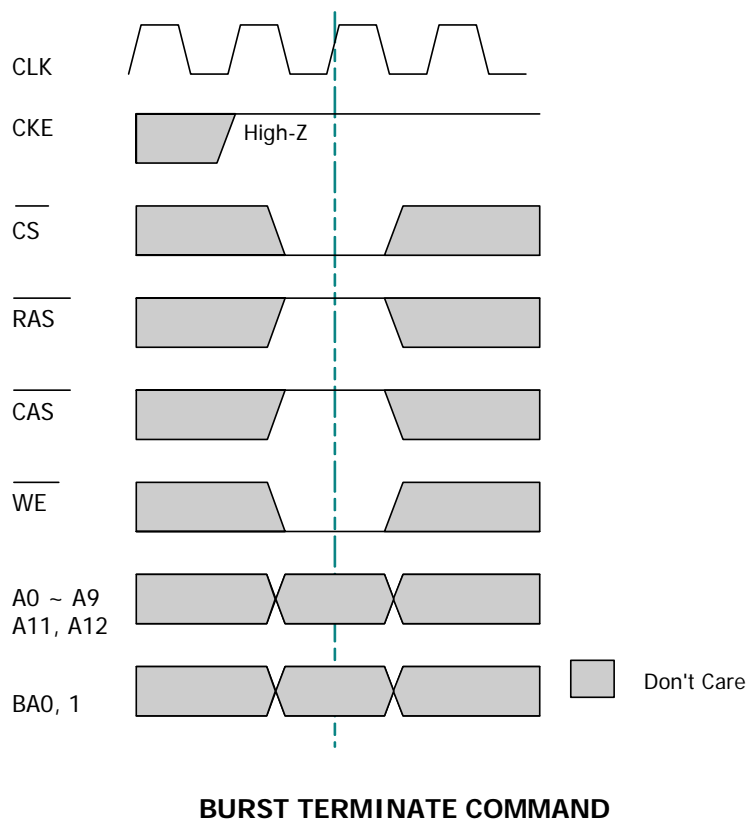 CLK
CKE
High-Z
CS
RAS
CAS
WE
A0 ~ A9
A11, A12
BA0, 1
Don't Care
BURST TERMINATE COMMAND